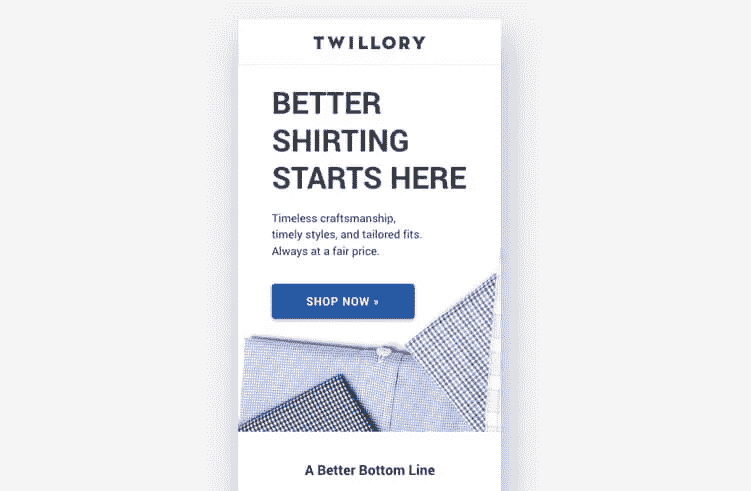 TWILLORY
BETTER
SHIRTING
STARTS HERE
Timeless craftsmanship,
timely styles, and tailored fits.
Always at a fair price.
SHOP NOW »
A Better Bottom Line